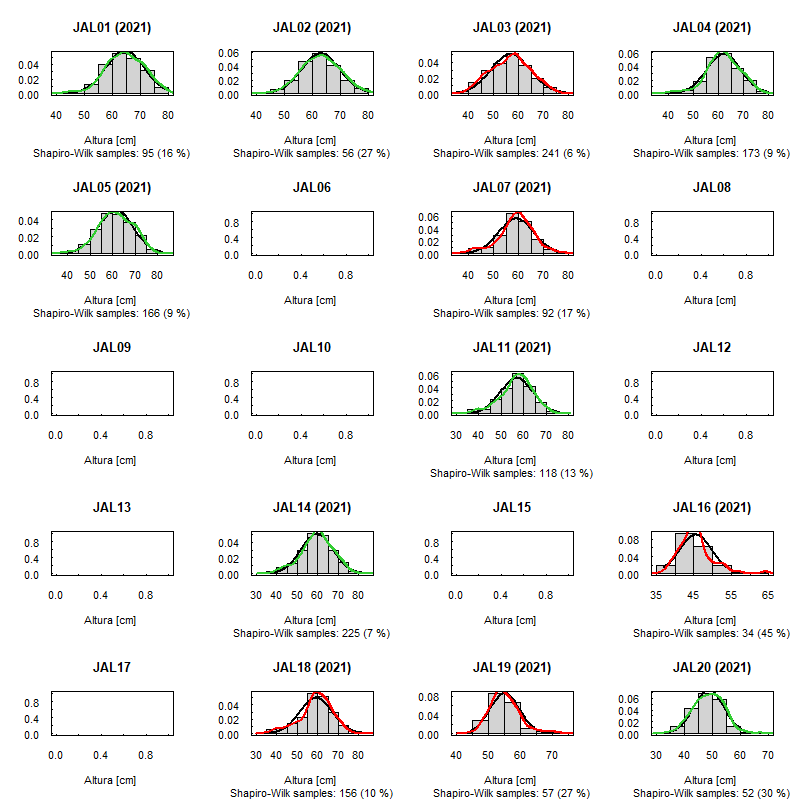 JAL01 (2021)
0.04
0.02
0.00
40 50 60 70 80
Altura [cm]
Shapiro-Wilk samples: 95 (16 %)
JAL02 (2021)
0.06
0.04
0.02
0.00
40 50 60 70 80
Altura [cm]
Shapiro-Wilk samples: 56 (27 %)
JAL03 (2021)
0.04
0.02
0.00
40 50 60 70 80
Altura [cm]
Shapiro-Wilk samples: 241 (6 %)
JAL04 (2021)
0.06
0.04
0.02
0.00
40 50 60 70 80
Altura [cm]
Shapiro-Wilk samples: 173 (9 %)
JAL05 (2021)
0.04
0.02
0.00
40 50 60 70 80
Altura [cm]
Shapiro-Wilk samples: 166 (9 %)
JAL06
0.8
0.4
0.0
0.0 0.4 0.8
Altura [cm]
JAL07 (2021)
0.06
0.04
0.02
0.00
40 50 60 70 80
Altura [cm]
Shapiro-Wilk samples: 92 (17 %)
JAL08
0.8
0.4
0.0
0.0 0.4 0.8
Altura [cm]
JAL09
0.8
0.4
0.0
0.0 0.4 0.8
Altura [cm]
JAL10
0.8
0.4
0.0
0.0 0.4 0.8
Altura [cm]
JAL11 (2021)
0.06
0.04
0.02
0.00
30 40 50 60 70 80
Altura [cm]
Shapiro-Wilk samples: 118 (13 %)
JAL12
0.8
0.4
0.0
0.0 0.4 0.8
Altura [cm]
JAL13
0.8
0.4
0.0
0.0 0.4 0.8
Altura [cm]
JAL14 (2021)
0.04
0.02
0.00
30 40 50 60 70 80
Altura [cm]
Shapiro-Wilk samples: 225 (7 %)
JAL15
0.8
0.4
0.0
0.0 0.4 0.8
Altura [cm]
JAL16 (2021)
0.08
0.04
0.00
35 45 55 65
Altura [cm]
Shapiro-Wilk samples: 34 (45 %)
JAL17
0.8
0.4
0.0
0.0 0.4 0.8
Altura [cm]
JAL18 (2021)
0.04
0.02
0.00
30 40 50 60 70 80
Altura [cm]
Shapiro-Wilk samples: 156 (10 %)
JAL19 (2021)
0.08
0.04
0.00
40 50 60 70
Altura [cm]
Shapiro-Wilk samples: 57 (27 %)
JAL20 (2021)
0.06
0.04
0.02
0.00
30 40 50 60 70
Altura [cm]
Shapiro-Wilk samples: 52 (30 %)